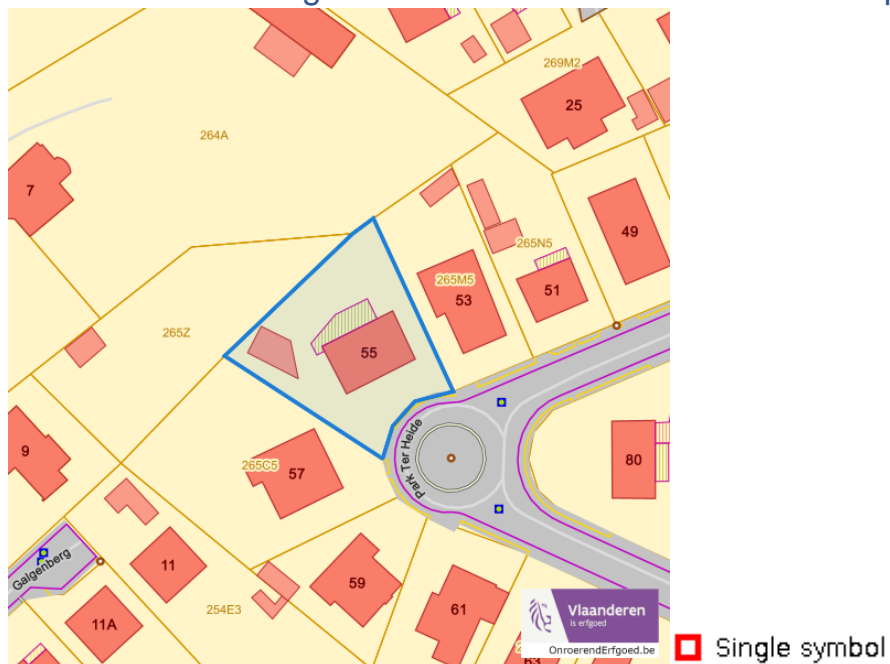 269M2
25
264A
7
49
265N5
265M5
53
51
265Z
55
Park Ter Heide
9
265C5
57
80
Galgenberg
11
59
254E3
61
11A
63
Vlaanderen
is erfgoed
OnroerendErfgoed.be
Single symbol